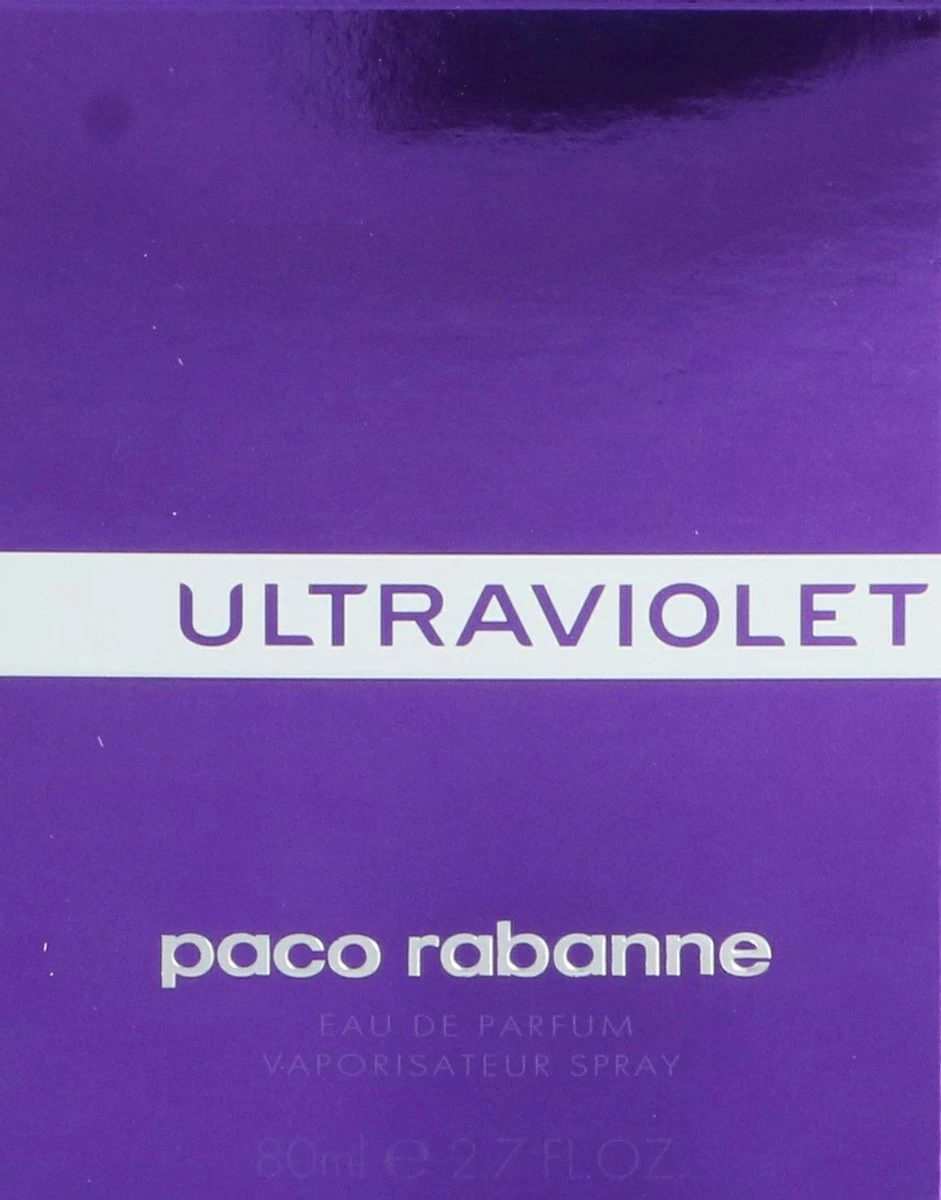 ULTRAVIOLET
paco rabanne
EAU DE PARFUM
VAPORISATEUR SPRAY
80ml ℮ 2.7 FL.OZ.